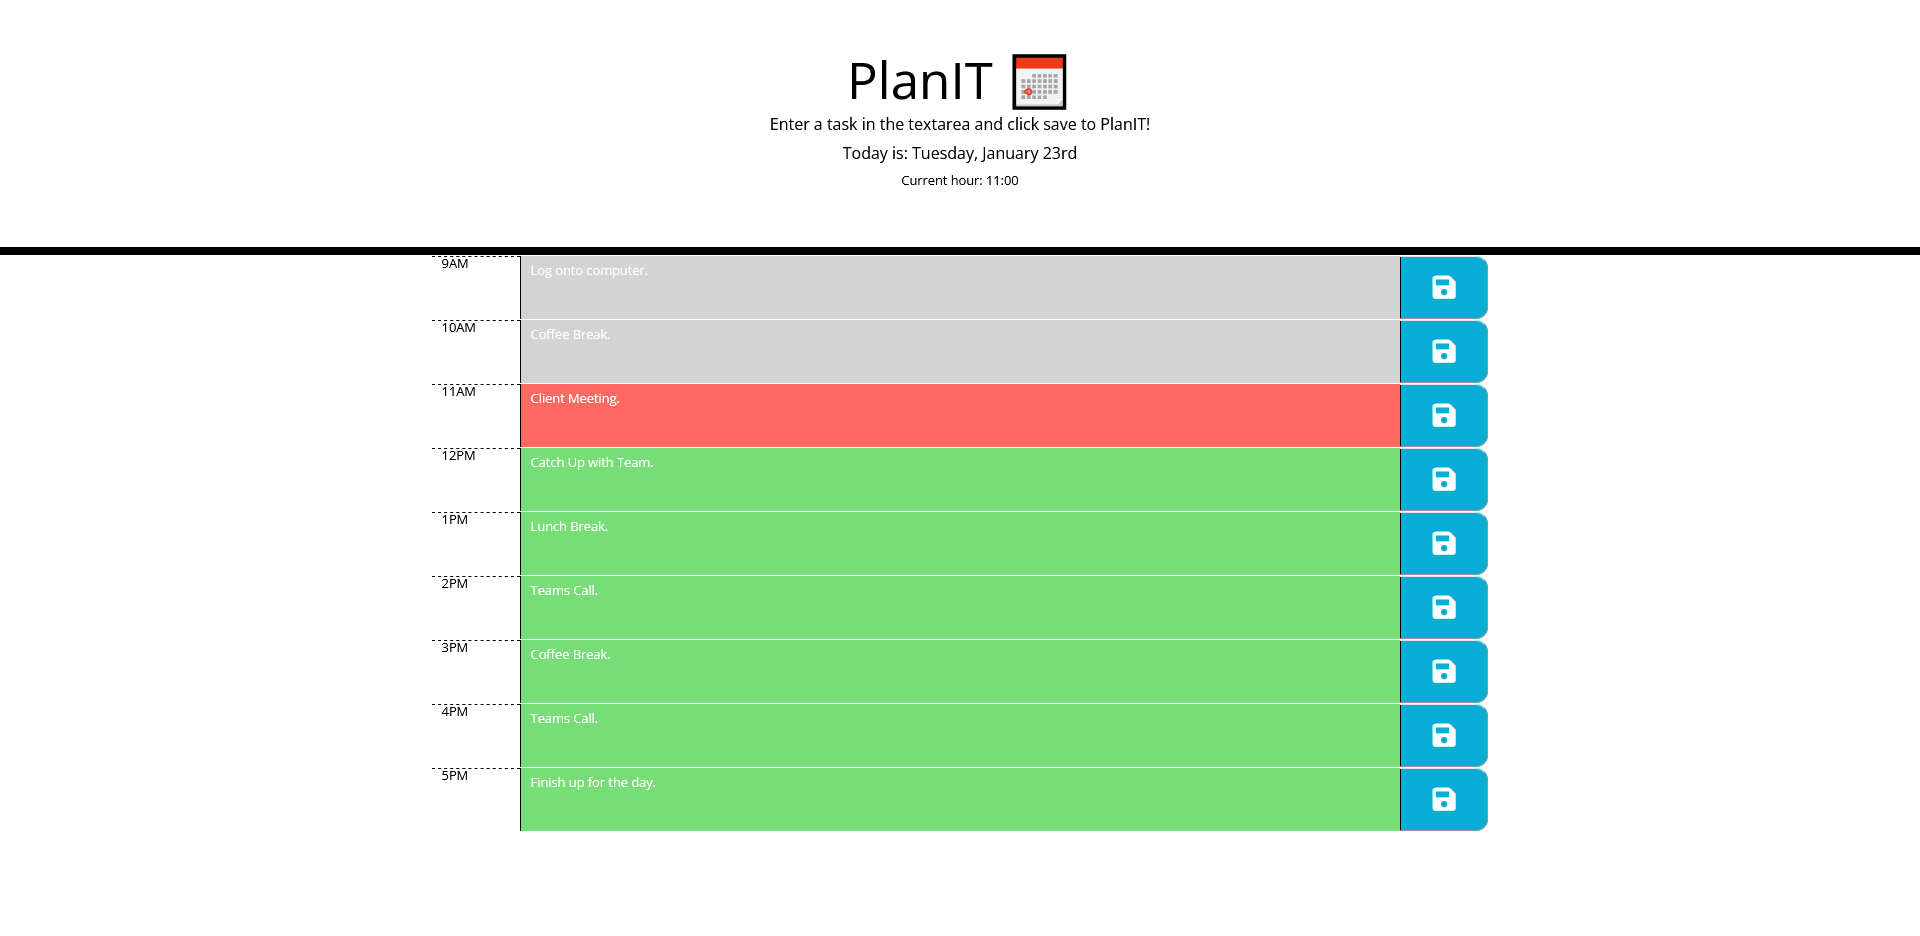 PlanIT
Enter a task in the textarea and click save to PlanIT!
Today is: Tuesday, January 23rd
Current hour: 11:00
9AM Log onto computer.
10AM Coffee Break.
11AM Client Meeting.
12PM Catch Up with Team.
1PM Lunch Break.
2PM Teams Call.
3PM Coffee Break.
4PM Teams Call.
5PM Finish up for the day.